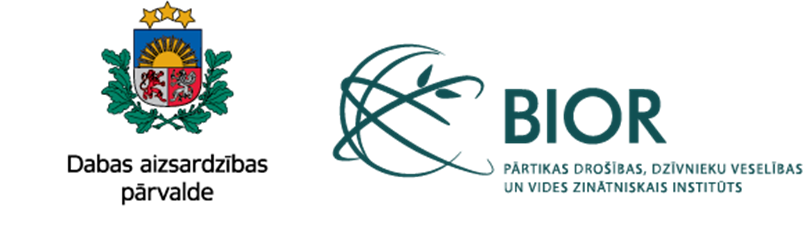 Dabas aizsardzības
pārvalde
BIOR
PĀRTIKAS DROŠĪBAS, DZĪVNIEKU VESELĪBAS
UN VIDES ZINĀTNISKAIS INSTITŪTS